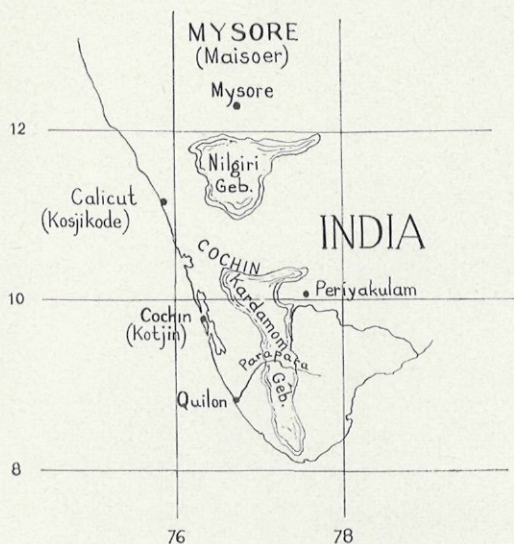 MYSORE
(Maisoer)
Mysore
12
Nilgiri
Geb.
Calicut
(Kosjikode)
INDIA
COCHIN
10
Kardamom
Periyakulam
Cochin
(Kotjin)
Parapara
Geb.
Quilon
8
76
78